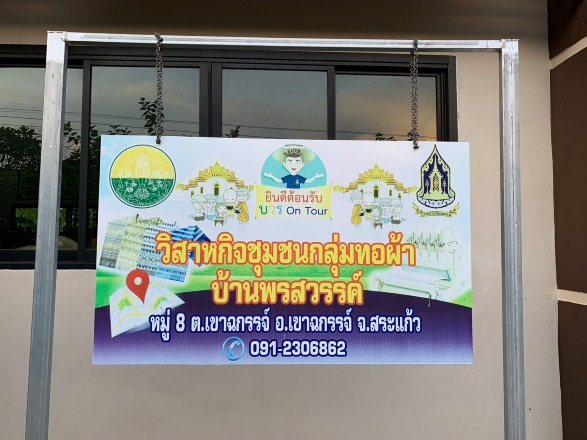 ยินดีต้อนรับ
บวร On Tour
วิสาหกิจชุมชนกลุ่มทอผ้า
บ้านพรสวรรค์
หมู่ 8 ต.เขาฉกรรจ์ อ.เขาฉกรรจ์ จ.สระแก้ว
091-2306862